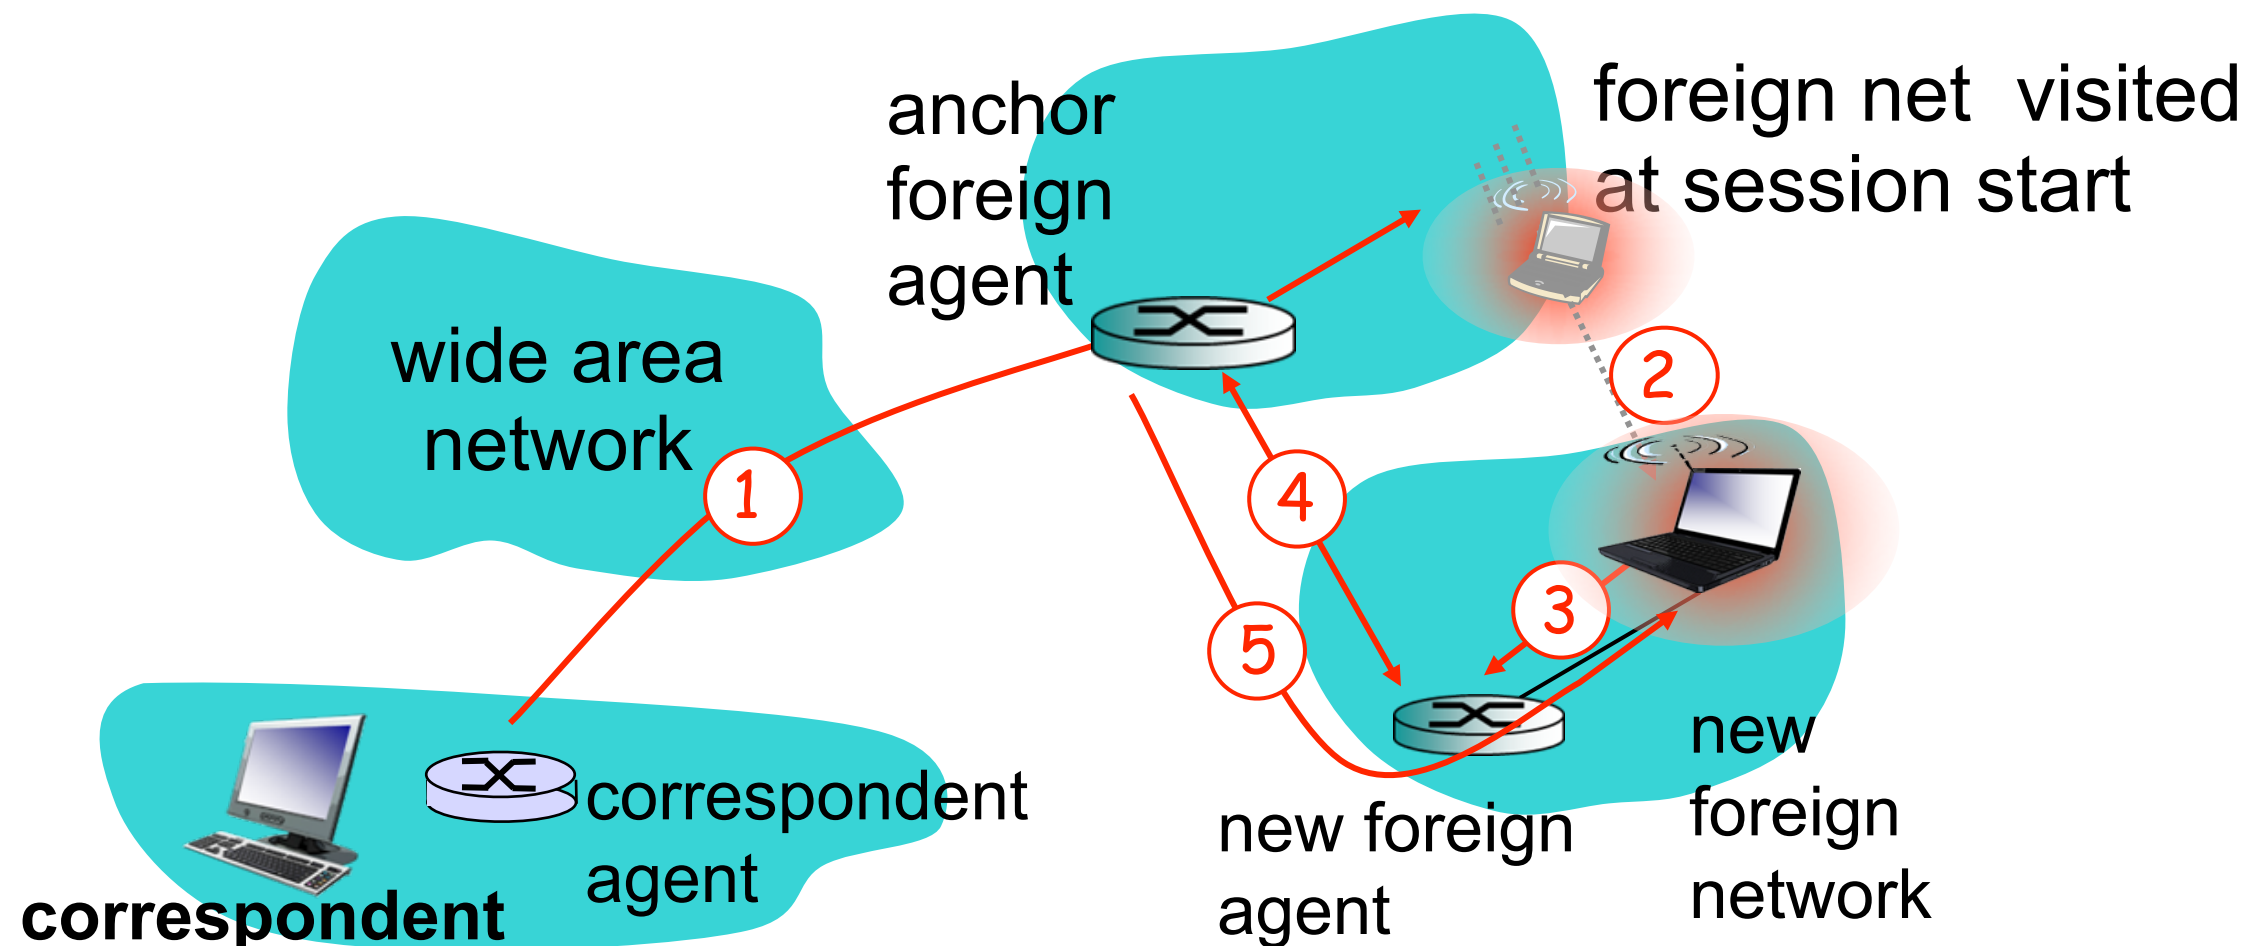 anchor
foreign
agent
foreign net  visited
at session start
wide area
network
1
2
4
3
5
correspondent
agent
correspondent
new foreign
agent
new
foreign
network